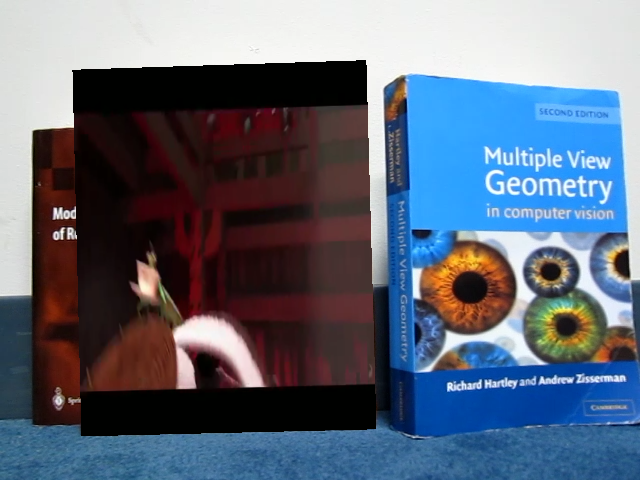 Mod
of R
Sprin
Hartley and
Zisserman
Multiple View Geometry
SECOND EDITION
Multiple View
Geometry
in computer vision
Richard Hartley and Andrew Zisserman
CAMBRIDGE